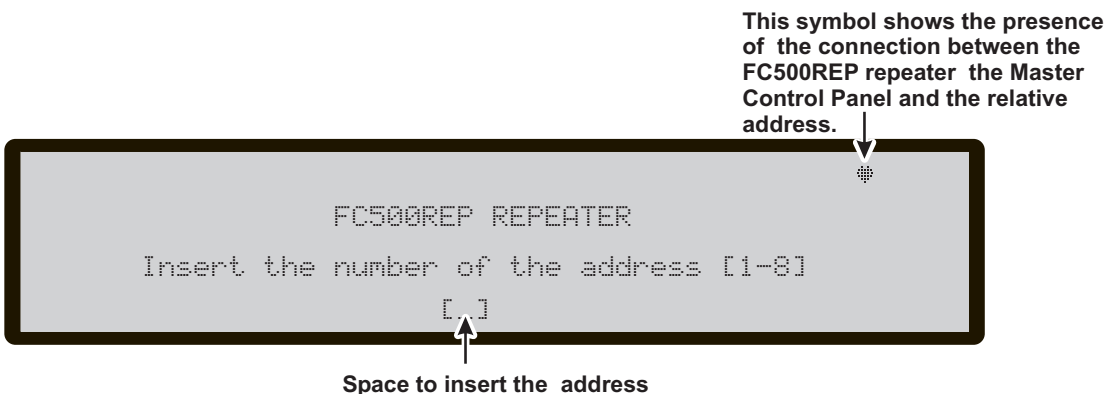 This symbol shows the presence
of the connection between the
FC500REP repeater the Master
Control Panel and the relative
address.
FC500REP REPEATER
Insert the number of the address [1-8]
[_]
Space to insert the address